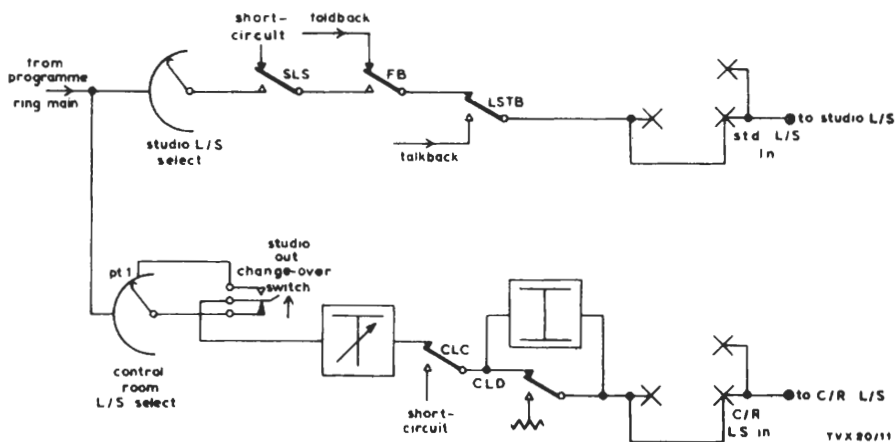 short-
circuit
foldback
from
programme
ring main
SLS
FB
LSTB
studio L/S
select
talkback
std L/S
In
to studio L/S
pt 1
studio
out
change-over
switch
control
room
L/S select
CLC
CLD
short-
circuit
C/R
LS in
to C/R L/S
TVX 20/11